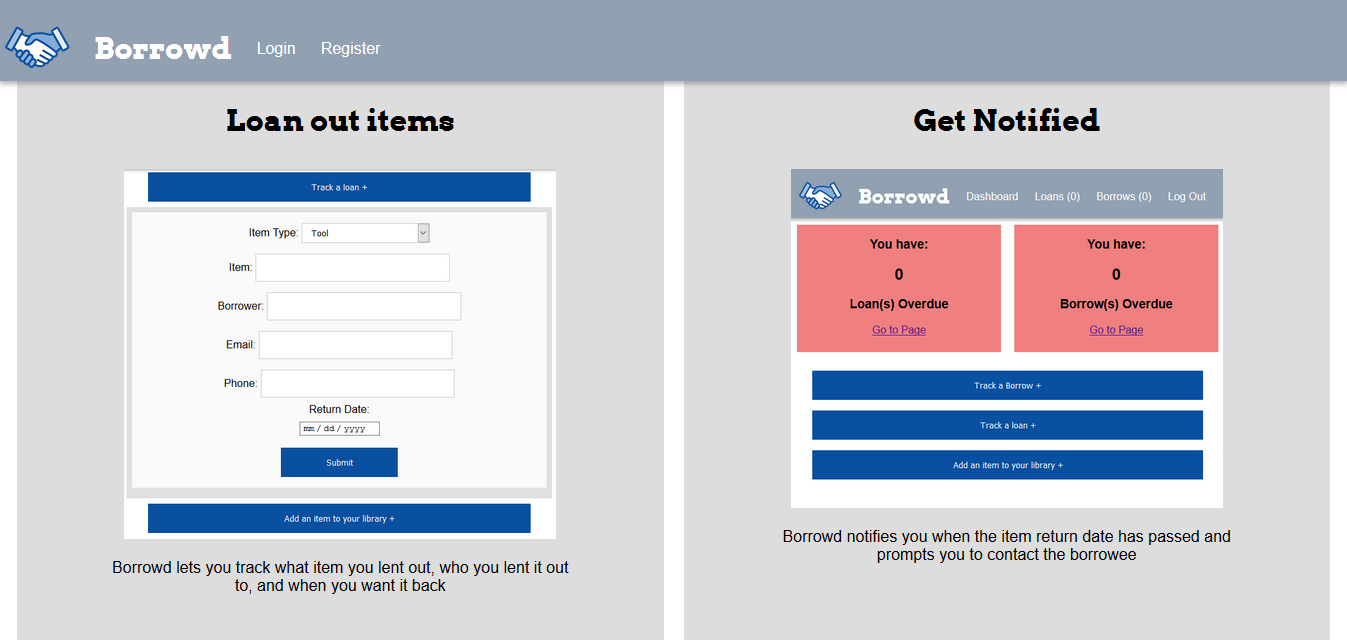 Borrowd Login Register
Loan out items
Track a loan +
Item Type: Tool
Item:
Borrower:
Email:
Phone:
Return Date:
mm / dd / yyyy
Submit
Add an item to your library +
Borrowd lets you track what item you lent out, who you lent it out
to, and when you want it back
Get Notified
Borrowd Dashboard Loans (0) Borrows (0) Log Out
You have:
0
Loan(s) Overdue
Go to Page
You have:
0
Borrow(s) Overdue
Go to Page
Track a Borrow +
Track a loan +
Add an item to your library +
Borrowd notifies you when the item return date has passed and
prompts you to contact the borrowee